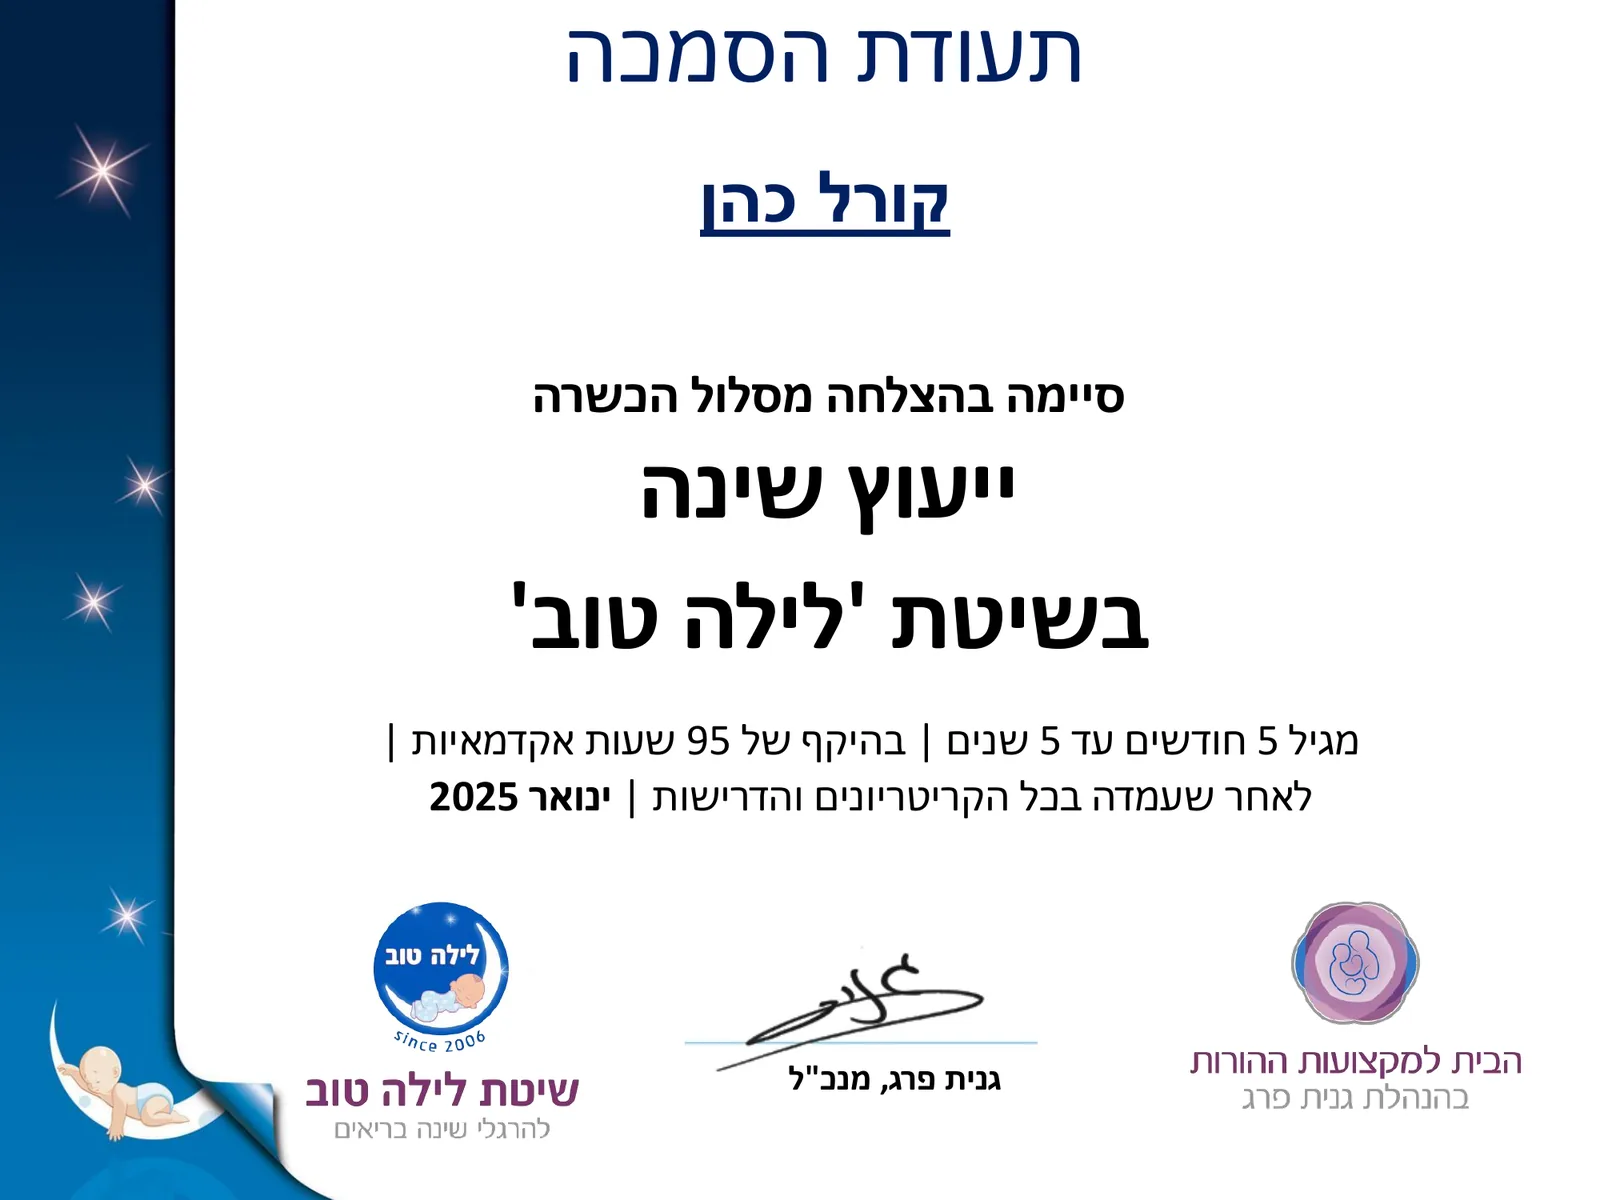 תעודת הסמכה
קורל כהן
סיימה בהצלחה מסלול הכשרה
ייעוץ שינה
בשיטת 'לילה טוב'
מגיל 5 חודשים עד 5 שנים | בהיקף של 95 שעות אקדמאיות |
לאחר שעמדה בכל הקריטריונים והדרישות | ינואר 2025
הבית למקצועות ההורות
בהנהלת גנית פרג
גנית
גנית פרג, מנכ"ל
לילה טוב
since 2006
שיטת לילה טוב
להרגלי שינה בריאים